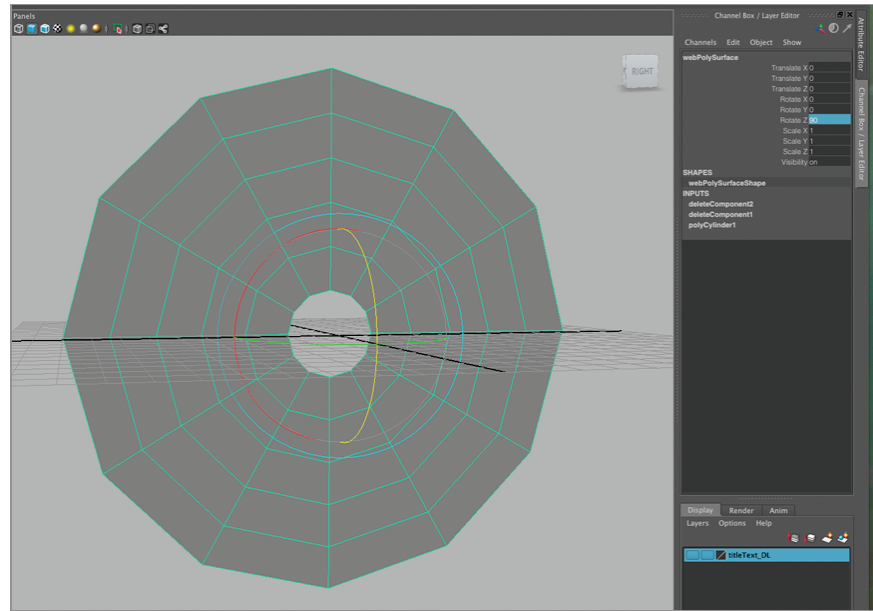 Panels
RIGHT
Channel Box / Layer Editor
Channels Edit Object Show
webPolySurface
Translate X 0
Translate Y 0
Translate Z 0
Rotate X 0
Rotate Y 0
Rotate Z 90
Scale X 1
Scale Y 1
Scale Z 1
Visibility on
SHAPES
webPolySurfaceShape
INPUTS
deleteComponent2
deleteComponent1
polyCylinder1
Display Render Anim
Layers Options Help
titleText_DL
Attribute Editor
Channel Box / Layer Editor